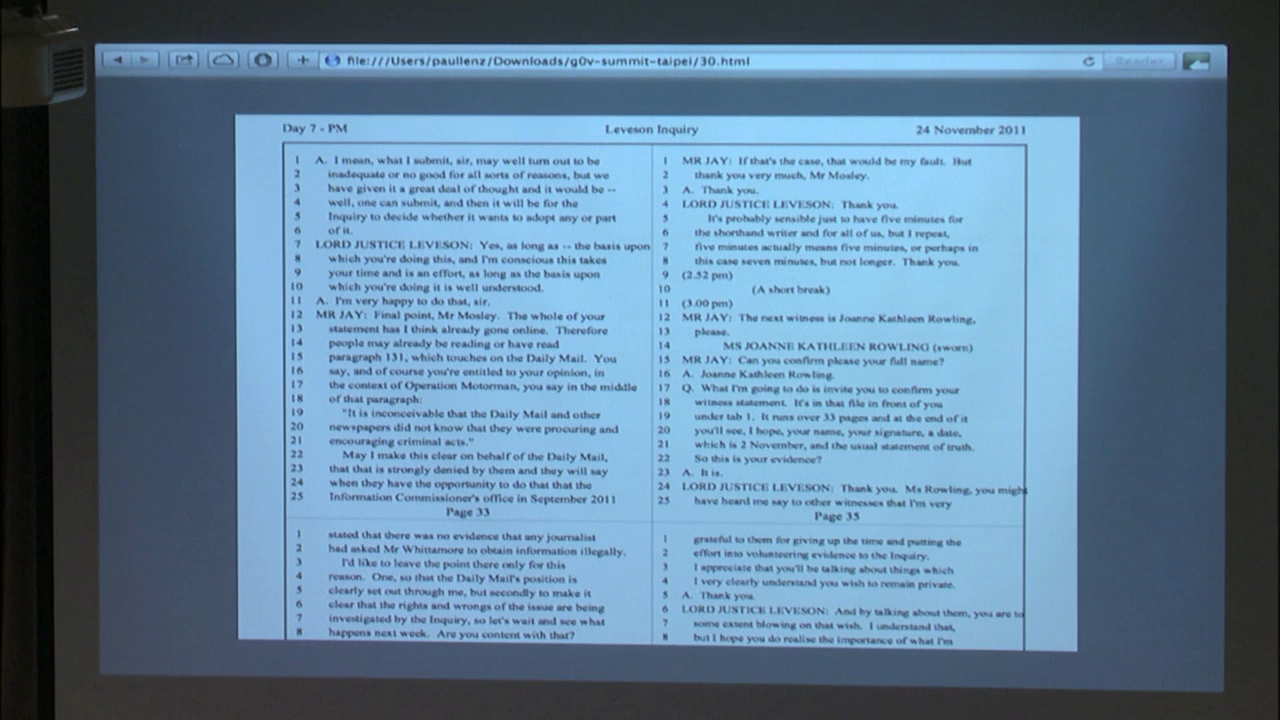 file:///Users/paullenz/Downloads/g0v-summit-taipei/30.html
Reader
Day 7 - PM
Leveson Inquiry
24 November 2011
1 A. I mean, what I submit, sir, may well turn out to be
2 inadequate or no good for all sorts of reasons, but we
3 have given it a great deal of thought and it would be --
4 well, one can submit, and then it will be for the
5 Inquiry to decide whether it wants to adopt any or part
6 of it.
7 LORD JUSTICE LEVESON: Yes, as long as -- the basis upon
8 which you're doing this, and I'm conscious this takes
9 your time and is an effort, as long as the basis upon
10 which you're doing it is well understood.
11 A. I'm very happy to do that, sir.
12 MR JAY: Final point, Mr Mosley. The whole of your
13 statement has I think already gone online. Therefore
14 people may already be reading or have read
15 paragraph 131, which touches on the Daily Mail. You
16 say, and of course you're entitled to your opinion, in
17 the context of Operation Motorman, you say in the middle
18 of that paragraph:
19 "It is inconceivable that the Daily Mail and other
20 newspapers did not know that they were procuring and
21 encouraging criminal acts."
22 May I make this clear on behalf of the Daily Mail,
23 that that is strongly denied by them and they will say
24 when they have the opportunity to do that that the
25 Information Commissioner's office in September 2011
Page 33
1 stated that there was no evidence that any journalist
2 had asked Mr Whittamore to obtain information illegally.
3 I'd like to leave the point there only for this
4 reason. One, so that the Daily Mail's position is
5 clearly set out through me, but secondly to make it
6 clear that the rights and wrongs of the issue are being
7 investigated by the Inquiry, so let's wait and see what
8 happens next week. Are you content with that?
1 MR JAY: If that's the case, that would be my fault. But
2 thank you very much, Mr Mosley.
3 A. Thank you.
4 LORD JUSTICE LEVESON: Thank you.
5 It's probably sensible just to have five minutes for
6 the shorthand writer and for all of us, but I repeat,
7 five minutes actually means five minutes, or perhaps in
8 this case seven minutes, but not longer. Thank you.
9 (2.52 pm)
10 (A short break)
11 (3.00 pm)
12 MR JAY: The next witness is Joanne Kathleen Rowling,
13 please.
14 MS JOANNE KATHLEEN ROWLING (sworn)
15 MR JAY: Can you confirm please your full name?
16 A. Joanne Kathleen Rowling.
17 Q. What I'm going to do is invite you to confirm your
18 witness statement. It's in that file in front of you
19 under tab 1. It runs over 33 pages and at the end of it
20 you'll see, I hope, your name, your signature, a date,
21 which is 2 November, and the usual statement of truth.
22 So this is your evidence?
23 A. It is.
24 LORD JUSTICE LEVESON: Thank you. Ms Rowling, you might
25 have heard me say to other witnesses that I'm very
Page 35
1 grateful to them for giving up the time and putting the
2 effort into volunteering evidence to the Inquiry.
3 I appreciate that you'll be talking about things which
4 I very clearly understand you wish to remain private.
5 A. Thank you.
6 LORD JUSTICE LEVESON: And by talking about them, you are to
7 some extent blowing on that wish. I understand that,
8 but I hope you do realise the importance of what I'm